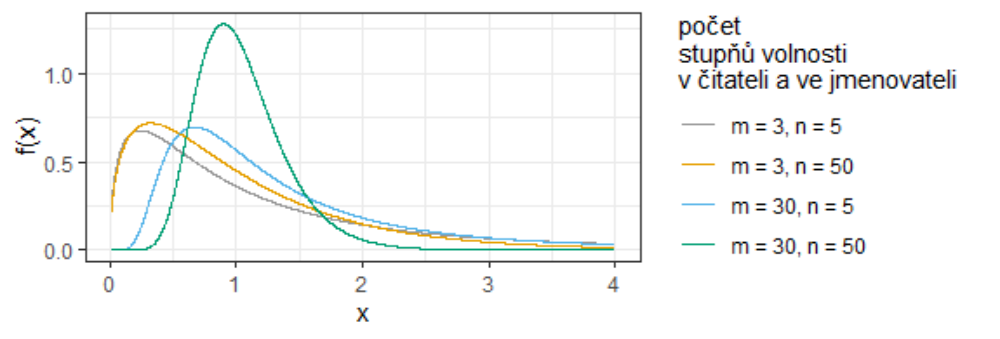 f(x)
1.0
0.5
0.0
0 1 2 3 4
x
počet
stupňů volnosti
v čitateli a ve jmenovateli
m = 3, n = 5
m = 3, n = 50
m = 30, n = 5
m = 30, n = 50